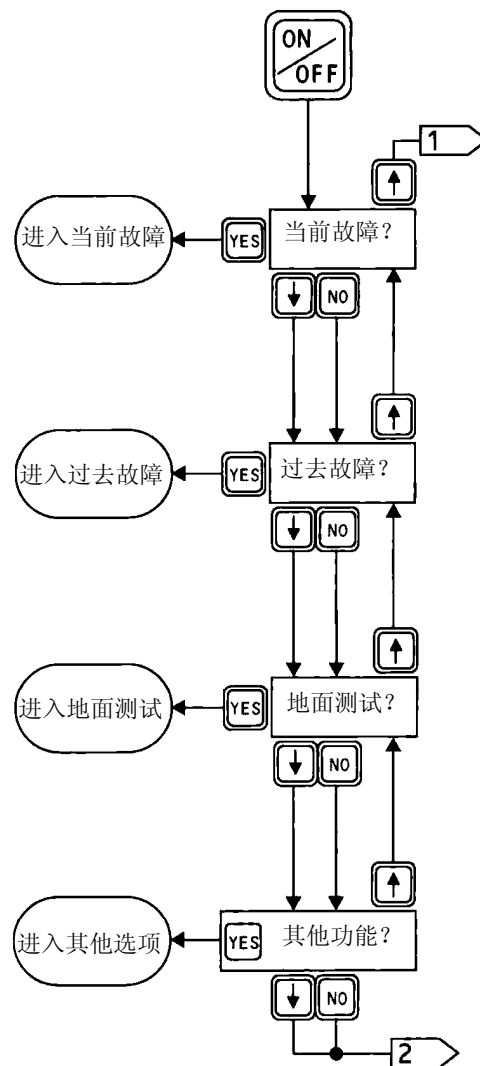 ON
OFF
1
↑
进入当前故障
YES
当前故障?
↓
NO
↑
进入过去故障
YES
过去故障?
↓
NO
↑
进入地面测试
YES
地面测试?
↓
NO
↑
进入其他选项
YES
其他功能?
↓
NO
2